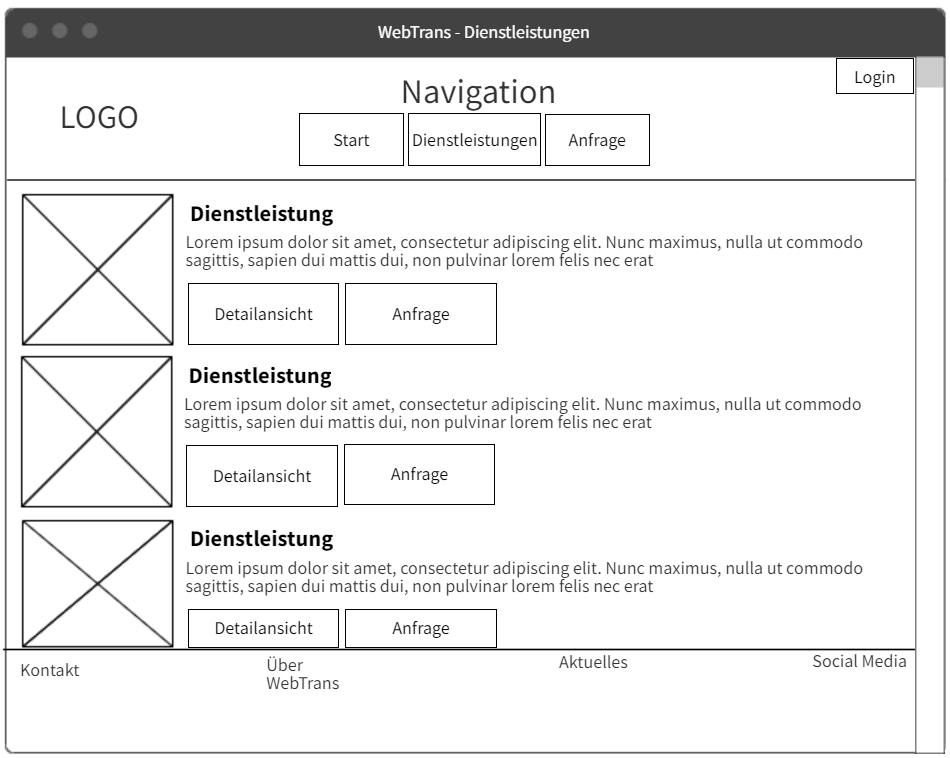 WebTrans - Dienstleistungen
Login
LOGO
Navigation
Start
Dienstleistungen
Anfrage
Dienstleistung
Lorem ipsum dolor sit amet, consectetur adipiscing elit. Nunc maximus, nulla ut commodo
sagittis, sapien dui mattis dui, non pulvinar lorem felis nec erat
Detailansicht
Anfrage
Dienstleistung
Lorem ipsum dolor sit amet, consectetur adipiscing elit. Nunc maximus, nulla ut commodo
sagittis, sapien dui mattis dui, non pulvinar lorem felis nec erat
Detailansicht
Anfrage
Dienstleistung
Lorem ipsum dolor sit amet, consectetur adipiscing elit. Nunc maximus, nulla ut commodo
sagittis, sapien dui mattis dui, non pulvinar lorem felis nec erat
Detailansicht
Anfrage
Kontakt
Über
WebTrans
Aktuelles
Social Media